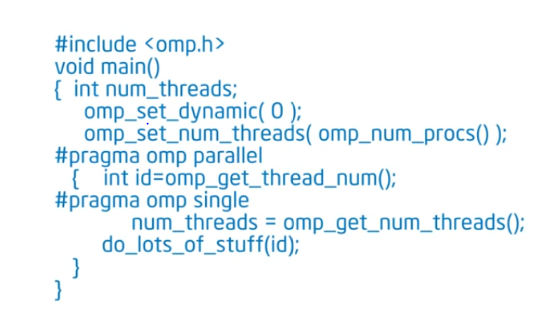 #include <omp.h>
void main()
{ int num_threads;
omp_set_dynamic( 0 );
omp_set_num_threads( omp_num_procs() );
#pragma omp parallel
{ int id=omp_get_thread_num();
#pragma omp single
num_threads = omp_get_num_threads();
do_lots_of_stuff(id);
}
}